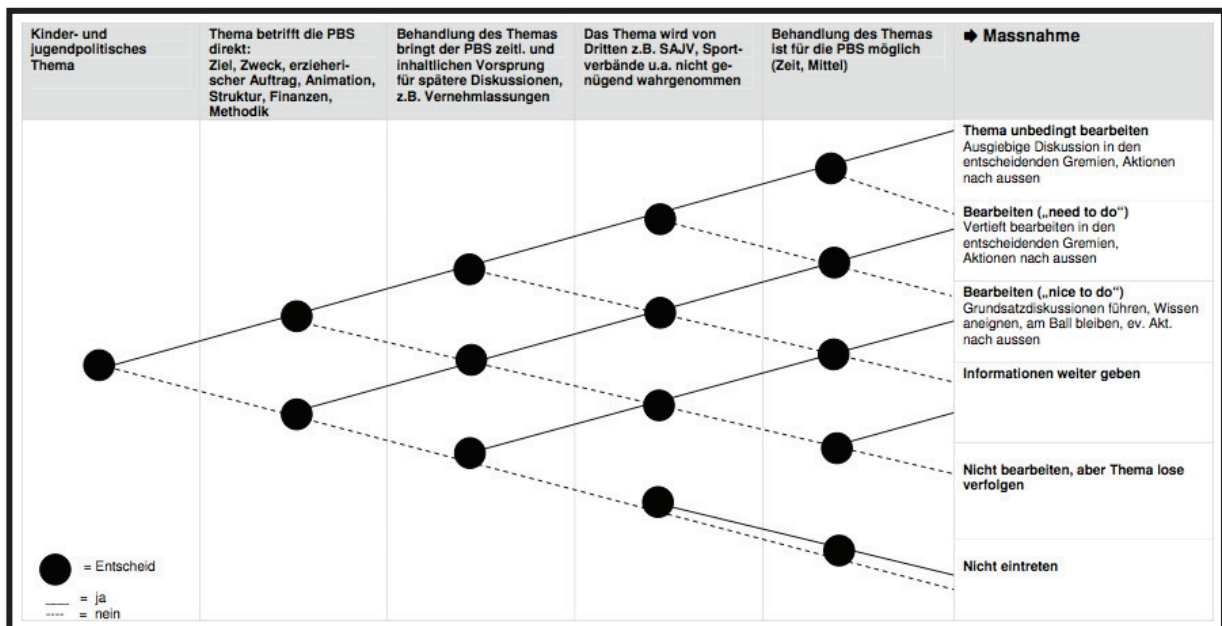 Kinder- und
jugendpolitisches
Thema
Thema betrifft die PBS
direkt:
Ziel, Zweck, erzieheri-
scher Auftrag, Animation,
Struktur, Finanzen,
Methodik
Behandlung des Themas
bringt der PBS zeitl. und
inhaltlichen Vorsprung
für spätere Diskussionen,
z.B. Vernehmlassungen
Das Thema wird von
Dritten z.B. SAJV, Sport-
verbände u.a. nicht ge-
nügend wahrgenommen
Behandlung des Themas
ist für die PBS möglich
(Zeit, Mittel)
➔ Massnahme
Thema unbedingt bearbeiten
Ausgiebige Diskussion in den
entscheidenden Gremien, Aktionen
nach aussen
Bearbeiten („need to do“)
Vertieft bearbeiten in den
entscheidenden Gremien,
Aktionen nach aussen
Bearbeiten („nice to do“)
Grundsatzdiskussionen führen, Wissen
aneignen, am Ball bleiben, ev. Akt.
nach aussen
Informationen weiter geben
Nicht bearbeiten, aber Thema lose
verfolgen
Nicht eintreten
= Entscheid
___ = ja
---- = nein